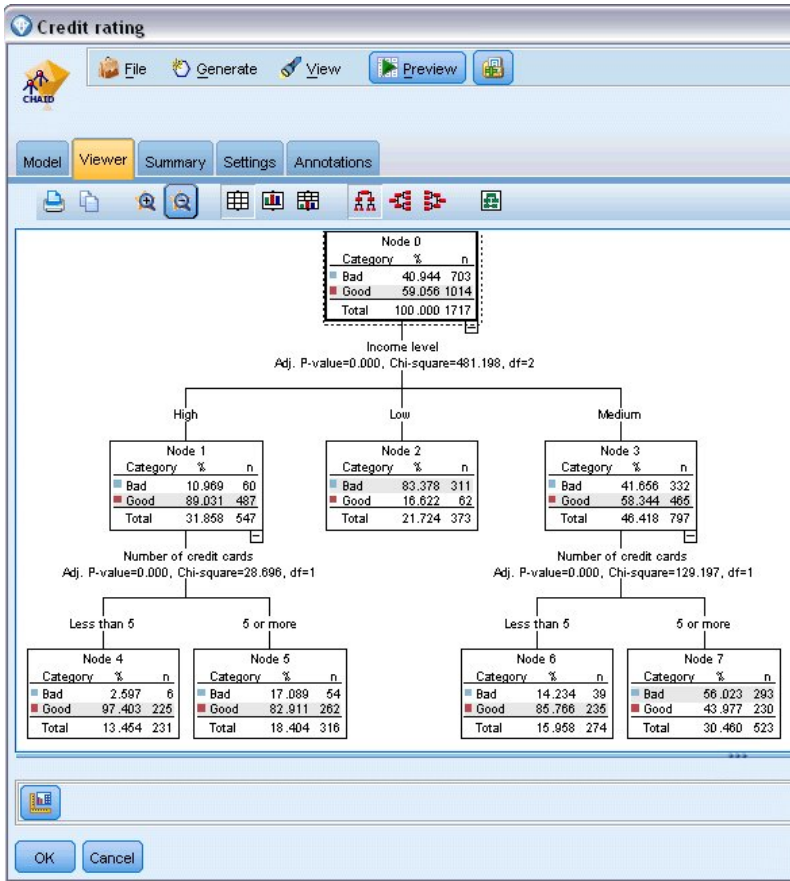 Credit rating
CHAID
File Generate View Preview
Model Viewer Summary Settings Annotations
Node 0
Category % n
Bad 40.944 703
Good 59.056 1014
Total 100.000 1717
Income level
Adj. P-value=0.000, Chi-square=481.198, df=2
High Low Medium
Node 1
Category % n
Bad 10.969 60
Good 89.031 487
Total 31.858 547
Node 2
Category % n
Bad 83.378 311
Good 16.622 62
Total 21.724 373
Node 3
Category % n
Bad 41.656 332
Good 58.344 465
Total 46.418 797
Number of credit cards
Adj. P-value=0.000, Chi-square=28.696, df=1
Number of credit cards
Adj. P-value=0.000, Chi-square=129.197, df=1
Less than 5 5 or more
Less than 5 5 or more
Node 4
Category % n
Bad 2.597 6
Good 97.403 225
Total 13.454 231
Node 5
Category % n
Bad 17.089 54
Good 82.911 262
Total 18.404 316
Node 6
Category % n
Bad 14.234 39
Good 85.766 235
Total 15.958 274
Node 7
Category % n
Bad 56.023 293
Good 43.977 230
Total 30.460 523
OK Cancel